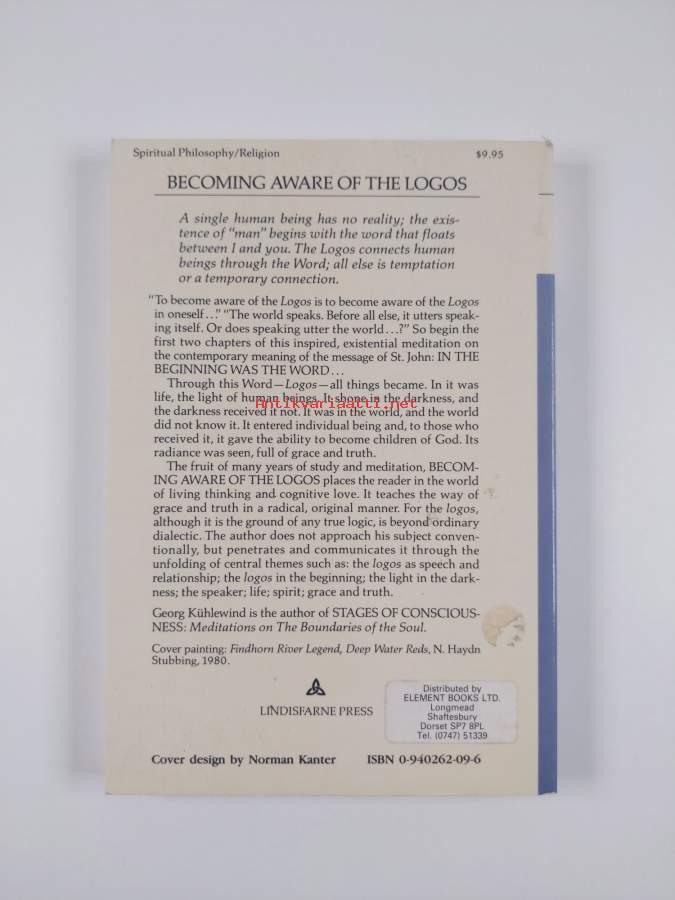 Spiritual Philosophy/Religion $9.95
BECOMING AWARE OF THE LOGOS
A single human being has no reality; the exis-
tence of "man" begins with the word that floats
between I and you. The Logos connects human
beings through the Word; all else is temptation
or a temporary connection.
"To become aware of the Logos is to become aware of the Logos
in oneself..." "The world speaks. Before all else, it utters speak-
ing itself. Or does speaking utter the world...?" So begin the
first two chapters of this inspired, existential meditation on
the contemporary meaning of the message of St. John: IN THE
BEGINNING WAS THE WORD...
Through this Word—Logos—all things became. In it was
life, the light of human beings. It shone in the darkness, and
Antikvariaatti.net
the darkness received it not. It was in the world, and the world
did not know it. It entered individual being and, to those who
received it, it gave the ability to become children of God. Its
radiance was seen, full of grace and truth.
The fruit of many years of study and meditation, BECOM-
ING AWARE OF THE LOGOS places the reader in the world
of living thinking and cognitive love. It teaches the way of
grace and truth in a radical, original manner. For the logos,
although it is the ground of any true logic, is beyond ordinary
dialectic. The author does not approach his subject conven-
tionally, but penetrates and communicates it through the
unfolding of central themes such as: the logos as speech and
relationship; the logos in the beginning; the light in the dark-
ness; the speaker; life; spirit; grace and truth.
Georg Kühlewind is the author of STAGES OF CONSCIOUS-
NESS: Meditations on The Boundaries of the Soul.
Cover painting: Findhorn River Legend, Deep Water Reds, N. Haydn
Stubbing, 1980.
LINDISFARNE PRESS
Distributed by
ELEMENT BOOKS LTD.
Longmead
Shaftesbury
Dorset SP7 8PL
Tel. (0747) 51339
Cover design by Norman Kanter ISBN 0-940262-09-6